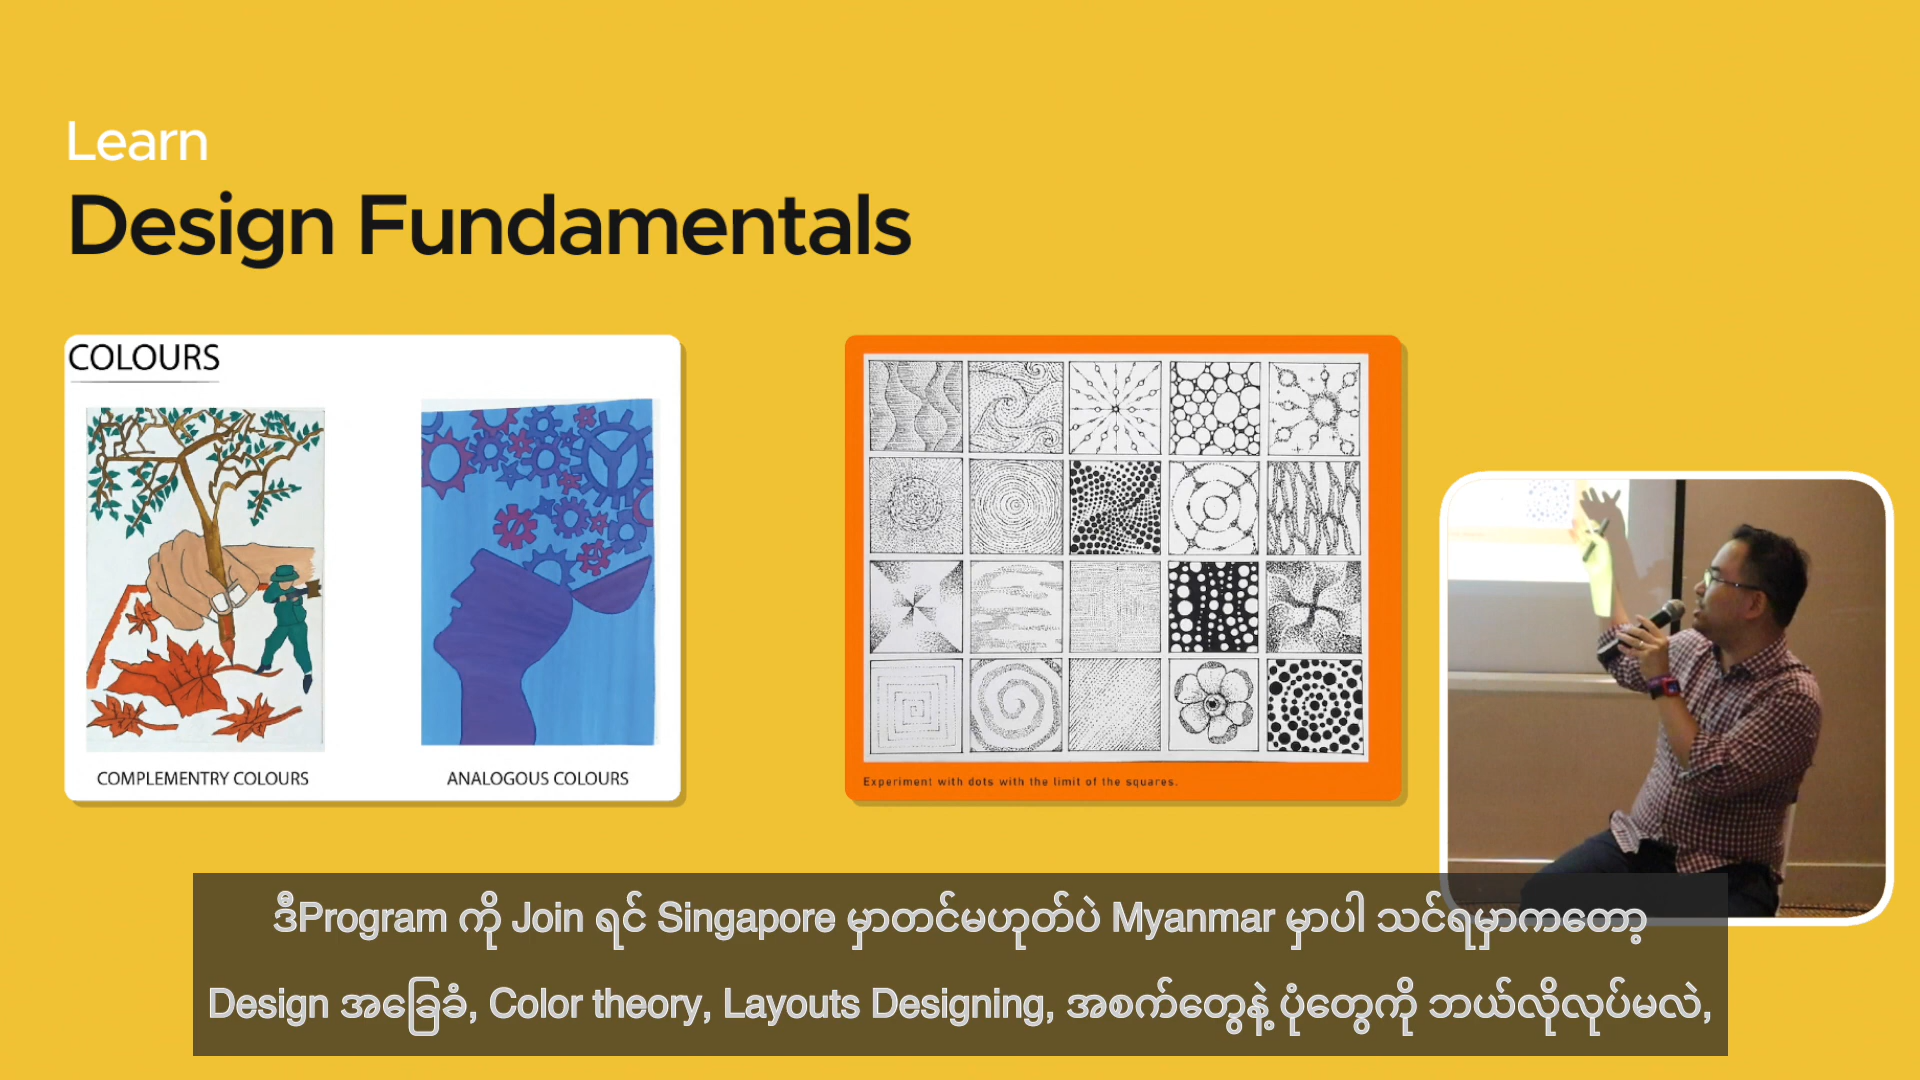 Learn
Design Fundamentals
COLOURS
COMPLEMENTRY COLOURS
ANALOGOUS COLOURS
Experiment with dots with the limit of the squares.
ဒီProgram ကို Join ရင် Singapore မှာတင်မဟုတ်ပဲ Myanmar မှာပါ သင်ရမှာကတော့
Design အခြေခံ, Color theory, Layouts Designing, အစက်တွေနဲ့ ပုံတွေကို ဘယ်လိုလုပ်မလဲ,